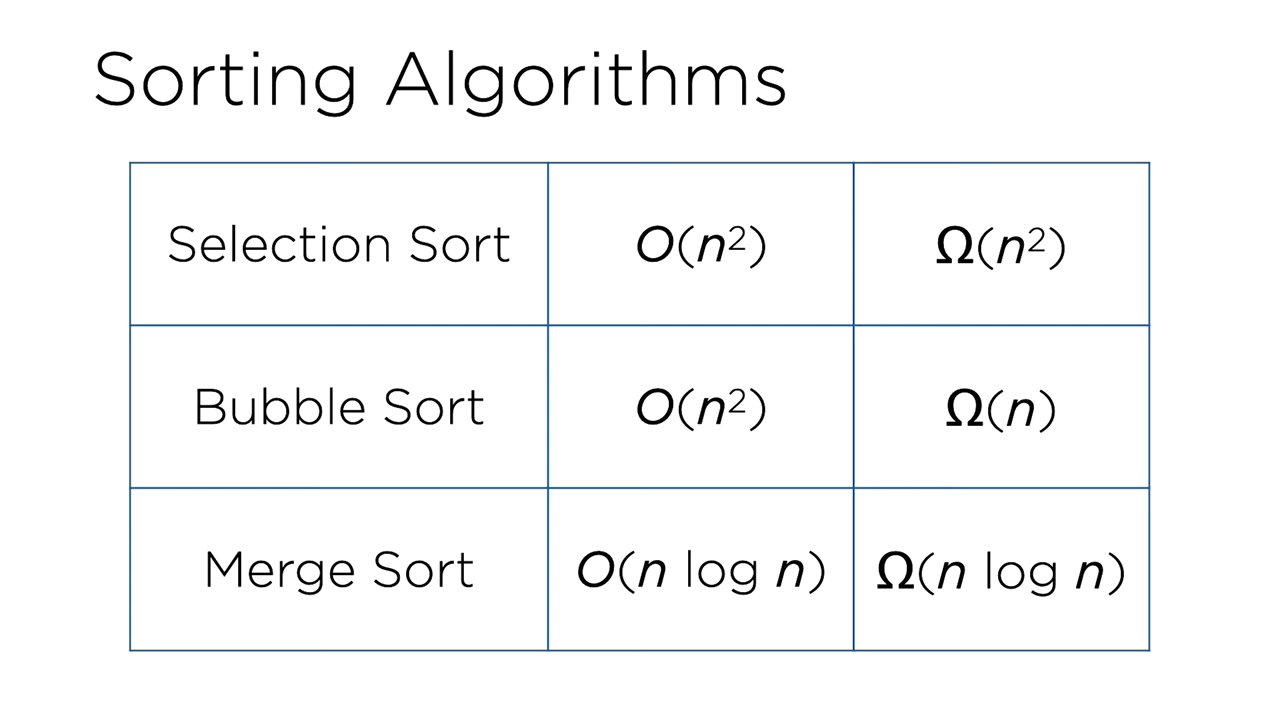 Sorting Algorithms
Selection Sort O(n²) Ω(n²)
Bubble Sort O(n²) Ω(n)
Merge Sort O(n log n) Ω(n log n)